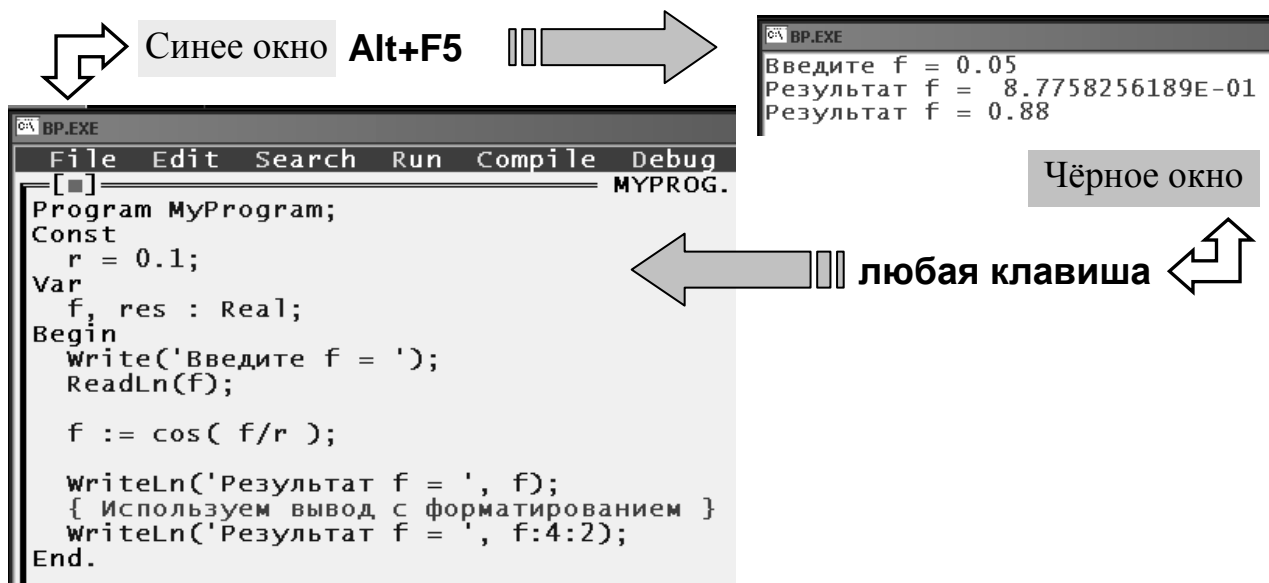 Синее окно Alt+F5
BP.EXE
Введите f = 0.05
Результат f =  8.7758256189E-01
Результат f = 0.88
Чёрное окно
любая клавиша
BP.EXE
File Edit Search Run Compile Debug
[■] MYPROG.
Program MyProgram;
Const
  r = 0.1;
Var
  f, res : Real;
Begin
  Write('Введите f = ');
  ReadLn(f);
  f := cos( f/r );
  WriteLn('Результат f = ', f);
  { Используем вывод с форматированием }
  WriteLn('Результат f = ', f:4:2);
End.